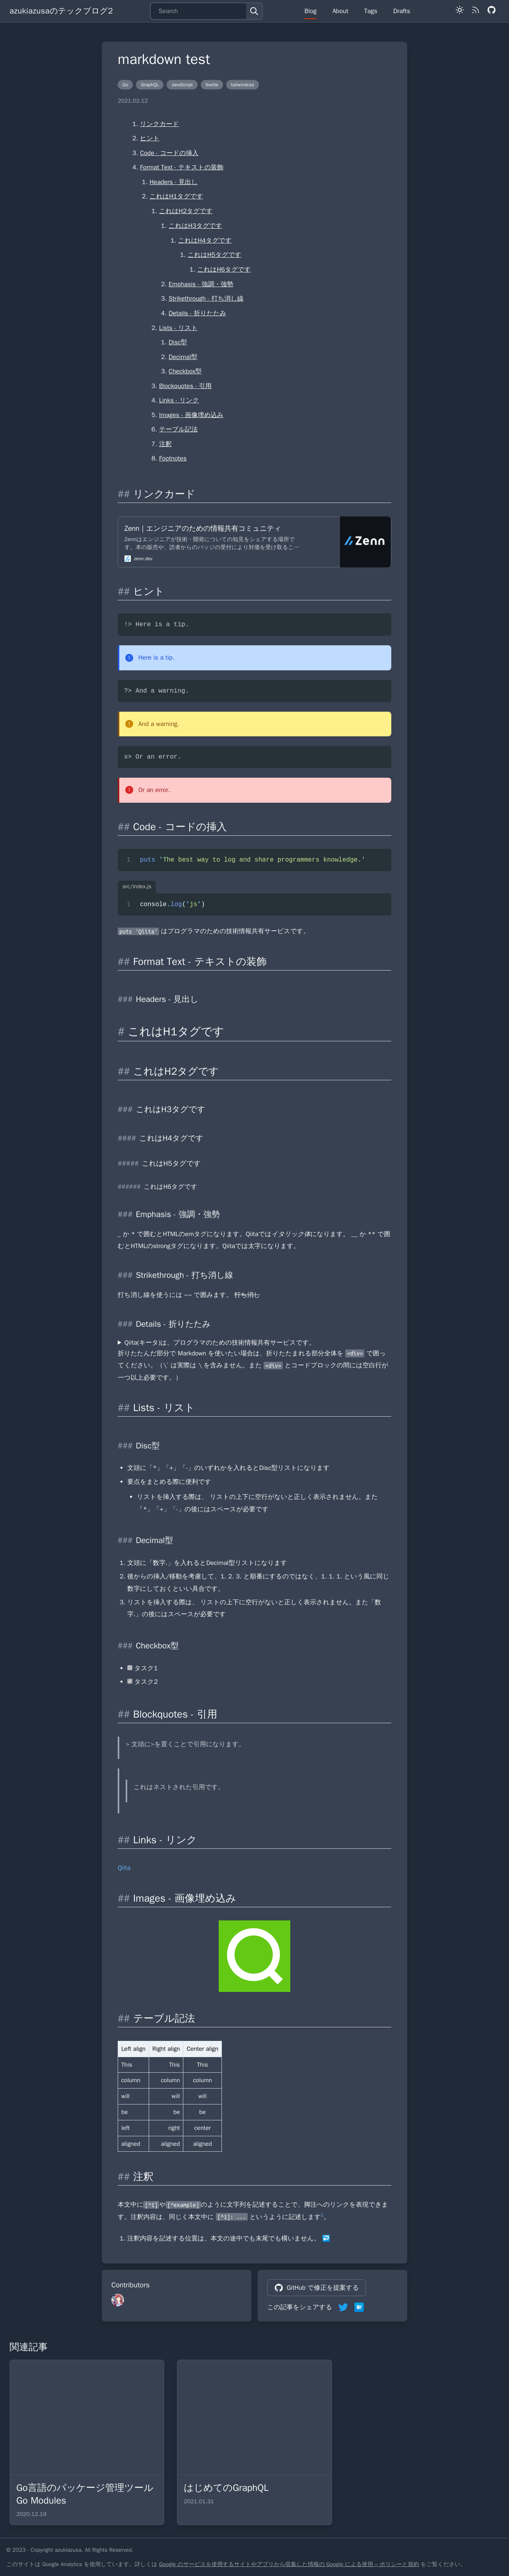 azukiazusaのテックブログ2
Search
Blog About Tags Drafts
markdown test
Go GraphQL JavaScript Svelte tailwindcss
2021.02.12
1. リンクカード
2. ヒント
3. Code - コードの挿入
4. Format Text - テキストの装飾
1. Headers - 見出し
2. これはH1タグです
1. これはH2タグです
1. これはH3タグです
1. これはH4タグです
1. これはH5タグです
1. これはH6タグです
2. Emphasis - 強調・強勢
3. Strikethrough - 打ち消し線
4. Details - 折りたたみ
2. Lists - リスト
1. Disc型
2. Decimal型
3. Checkbox型
3. Blockquotes - 引用
4. Links - リンク
5. Images - 画像埋め込み
6. テーブル記法
7. 注釈
8. Footnotes
## リンクカード
Zenn｜エンジニアのための情報共有コミュニティ
Zennはエンジニアが技術・開発についての知見をシェアする場所で
す。本の販売や、読者からのバッジの受付により対価を受け取るこ…
zenn.dev
Zenn
## ヒント
!> Here is a tip.
Here is a tip.
?> And a warning.
And a warning.
x> Or an error.
Or an error.
## Code - コードの挿入
1 puts 'The best way to log and share programmers knowledge.'
src/index.js
1 console.log('js')
puts 'Qiita' はプログラマのための技術情報共有サービスです。
## Format Text - テキストの装飾
### Headers - 見出し
# これはH1タグです
## これはH2タグです
### これはH3タグです
#### これはH4タグです
##### これはH5タグです
###### これはH6タグです
### Emphasis - 強調・強勢
_ か * で囲むとHTMLのemタグになります。Qiitaではイタリック体になります。 __ か ** で囲
むとHTMLのstrongタグになります。Qiitaでは太字になります。
### Strikethrough - 打ち消し線
打ち消し線を使うには ~~ で囲みます。 打ち消し
### Details - 折りたたみ
▶ Qiita(キータ)は、プログラマのための技術情報共有サービスです。
折りたたんだ部分で Markdown を使いたい場合は、折りたたまれる部分全体を <div> で囲っ
てください。（\` は実際は \ を含みません。また <div> とコードブロックの間には空白行が
一つ以上必要です。）
## Lists - リスト
### Disc型
• 文頭に「*」「+」「-」のいずれかを入れるとDisc型リストになります
• 要点をまとめる際に便利です
• リストを挿入する際は、 リストの上下に空行がないと正しく表示されません。また
「*」「+」「-」の後にはスペースが必要です
### Decimal型
1. 文頭に「数字.」を入れるとDecimal型リストになります
2. 後からの挿入/移動を考慮して、1. 2. 3. と順番にするのではなく、1. 1. 1. という風に同じ
数字にしておくといい具合です。
3. リストを挿入する際は、 リストの上下に空行がないと正しく表示されません。また「数
字.」の後にはスペースが必要です
### Checkbox型
• タスク1
• タスク2
## Blockquotes - 引用
> 文頭に>を置くことで引用になります。
これはネストされた引用です。
## Links - リンク
Qiita
## Images - 画像埋め込み
## テーブル記法
Left align Right align Center align
This This This
column column column
will will will
be be be
left right center
aligned aligned aligned
## 注釈
本文中に[^1]や[^example]のように文字列を記述することで、脚注へのリンクを表現できま
す。注釈内容は、同じく本文中に [^1]: ... というように記述します1。
1. 注釈内容を記述する位置は、本文の途中でも末尾でも構いません。 ↩
Contributors
GitHub で修正を提案する
この記事をシェアする
B!
関連記事
Go言語のパッケージ管理ツール
Go Modules
2020.12.19
はじめてのGraphQL
2021.01.31
© 2023 - Copyright azukiazusa, All Rights Reserved.
このサイトは Google Analytics を使用しています。詳しくは Google のサービスを使用するサイトやアプリから収集した情報の Google による使用 – ポリシーと規約 をご覧ください。